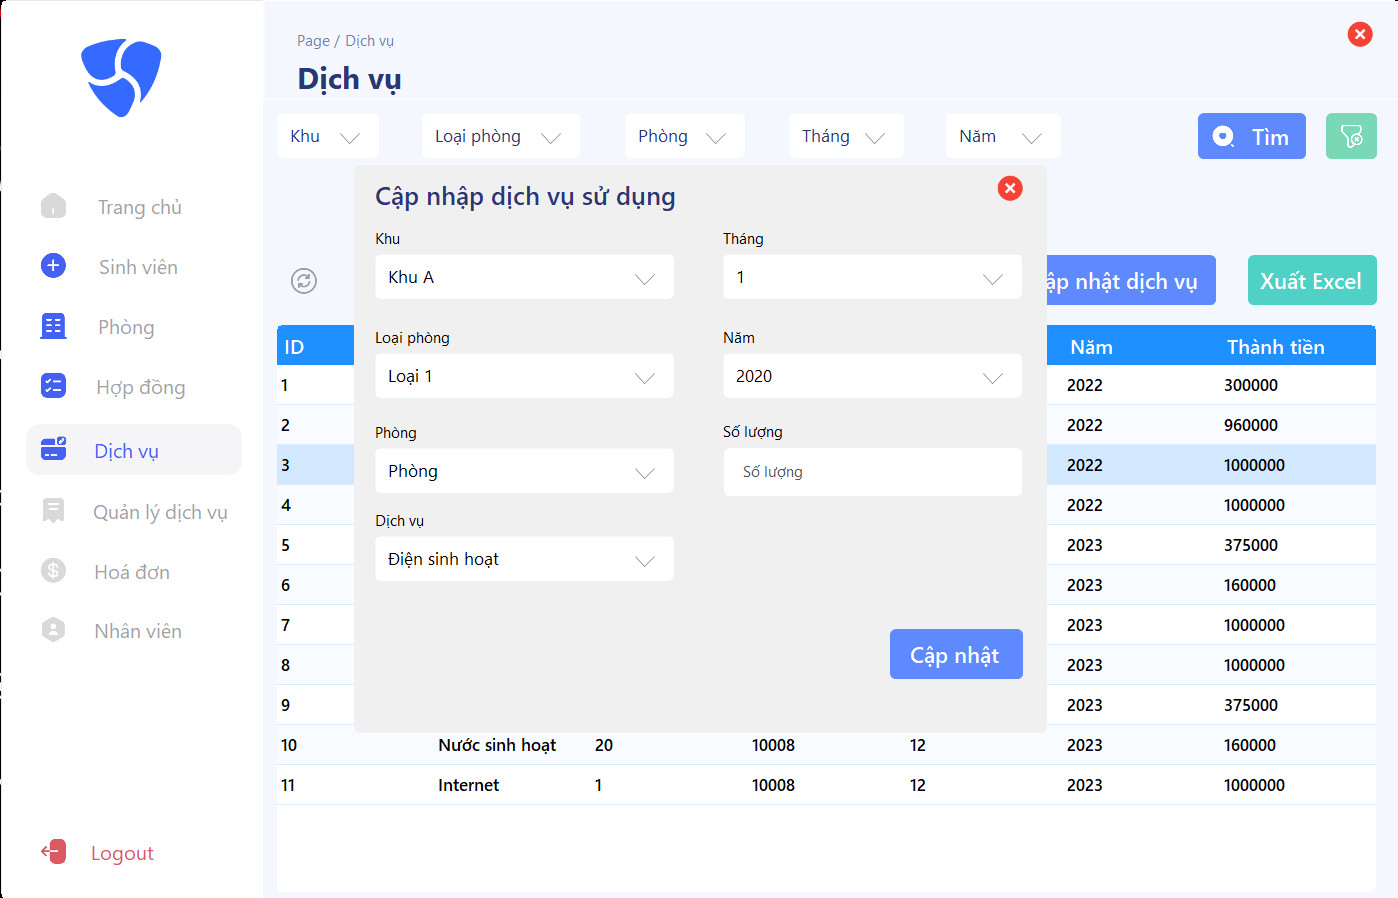 Page / Dịch vụ
Dịch vụ
Khu
Loại phòng
Phòng
Tháng
Năm
Tìm
Trang chủ
Sinh viên
Phòng
Hợp đồng
Dịch vụ
Quản lý dịch vụ
Hoá đơn
Nhân viên
Logout
Cập nhập dịch vụ sử dụng
Khu
Khu A
Tháng
1
Loại phòng
Loại 1
Năm
2020
Phòng
Phòng
Số lượng
Số lượng
Dịch vụ
Điện sinh hoạt
Cập nhật
ập nhật dịch vụ
Xuất Excel
ID Năm Thành tiền
1 2022 300000
2 2022 960000
3 2022 1000000
4 2022 1000000
5 2023 375000
6 2023 160000
7 2023 1000000
8 2023 1000000
9 2023 375000
10 Nước sinh hoạt 20 10008 12 2023 160000
11 Internet 1 10008 12 2023 1000000